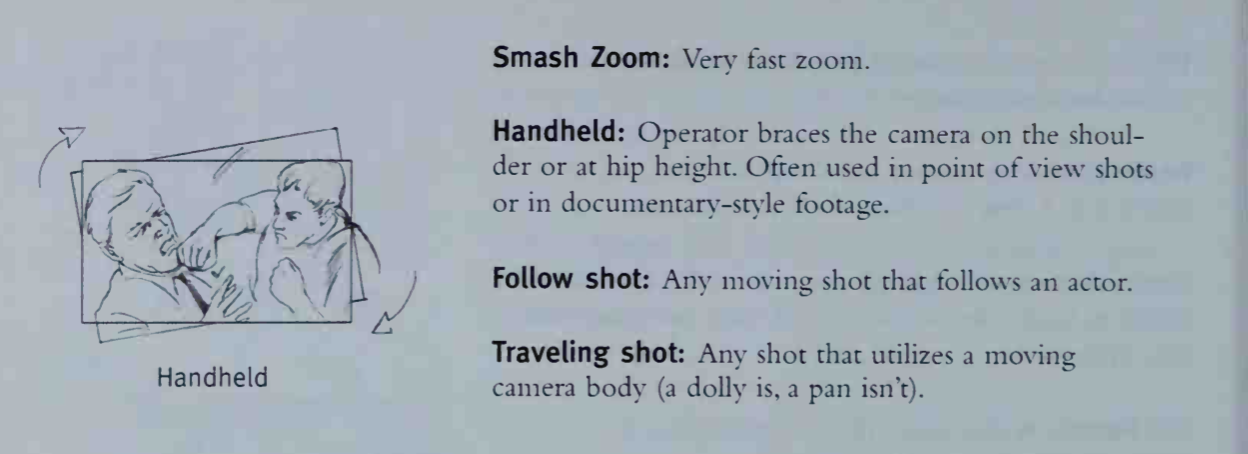 Smash Zoom: Very fast zoom.
Handheld: Operator braces the camera on the shoul-
der or at hip height. Often used in point of view shots
or in documentary-style footage.
Follow shot: Any moving shot that follows an actor.
Traveling shot: Any shot that utilizes a moving
camera body (a dolly is, a pan isn't).
Handheld